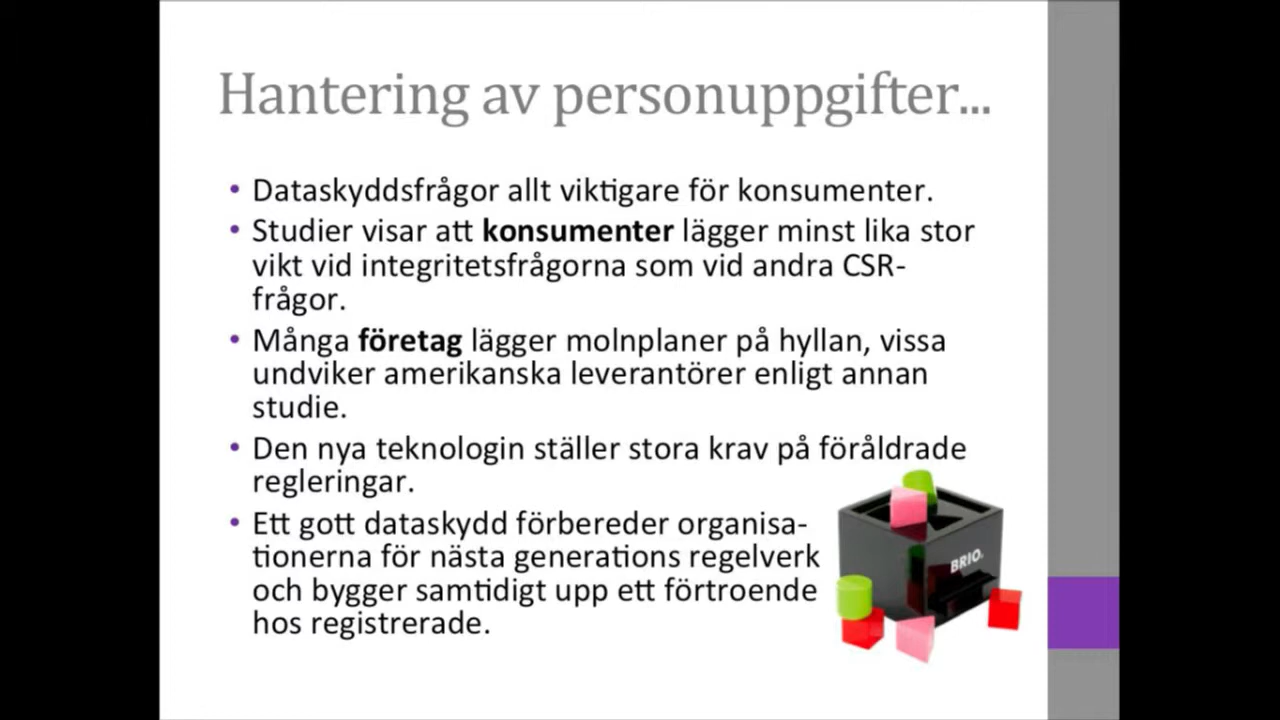 Hantering av personuppgifter...
• Dataskyddsfrågor allt viktigare för konsumenter.
• Studier visar att konsumenter lägger minst lika stor
vikt vid integritetsfrågorna som vid andra CSR-
frågor.
• Många företag lägger molnplaner på hyllan, vissa
undviker amerikanska leverantörer enligt annan
studie.
• Den nya teknologin ställer stora krav på föråldrade
regleringar.
• Ett gott dataskydd förbereder organisa-
tionerna för nästa generations regelverk
och bygger samtidigt upp ett förtroende
hos registrerade.
BRIO